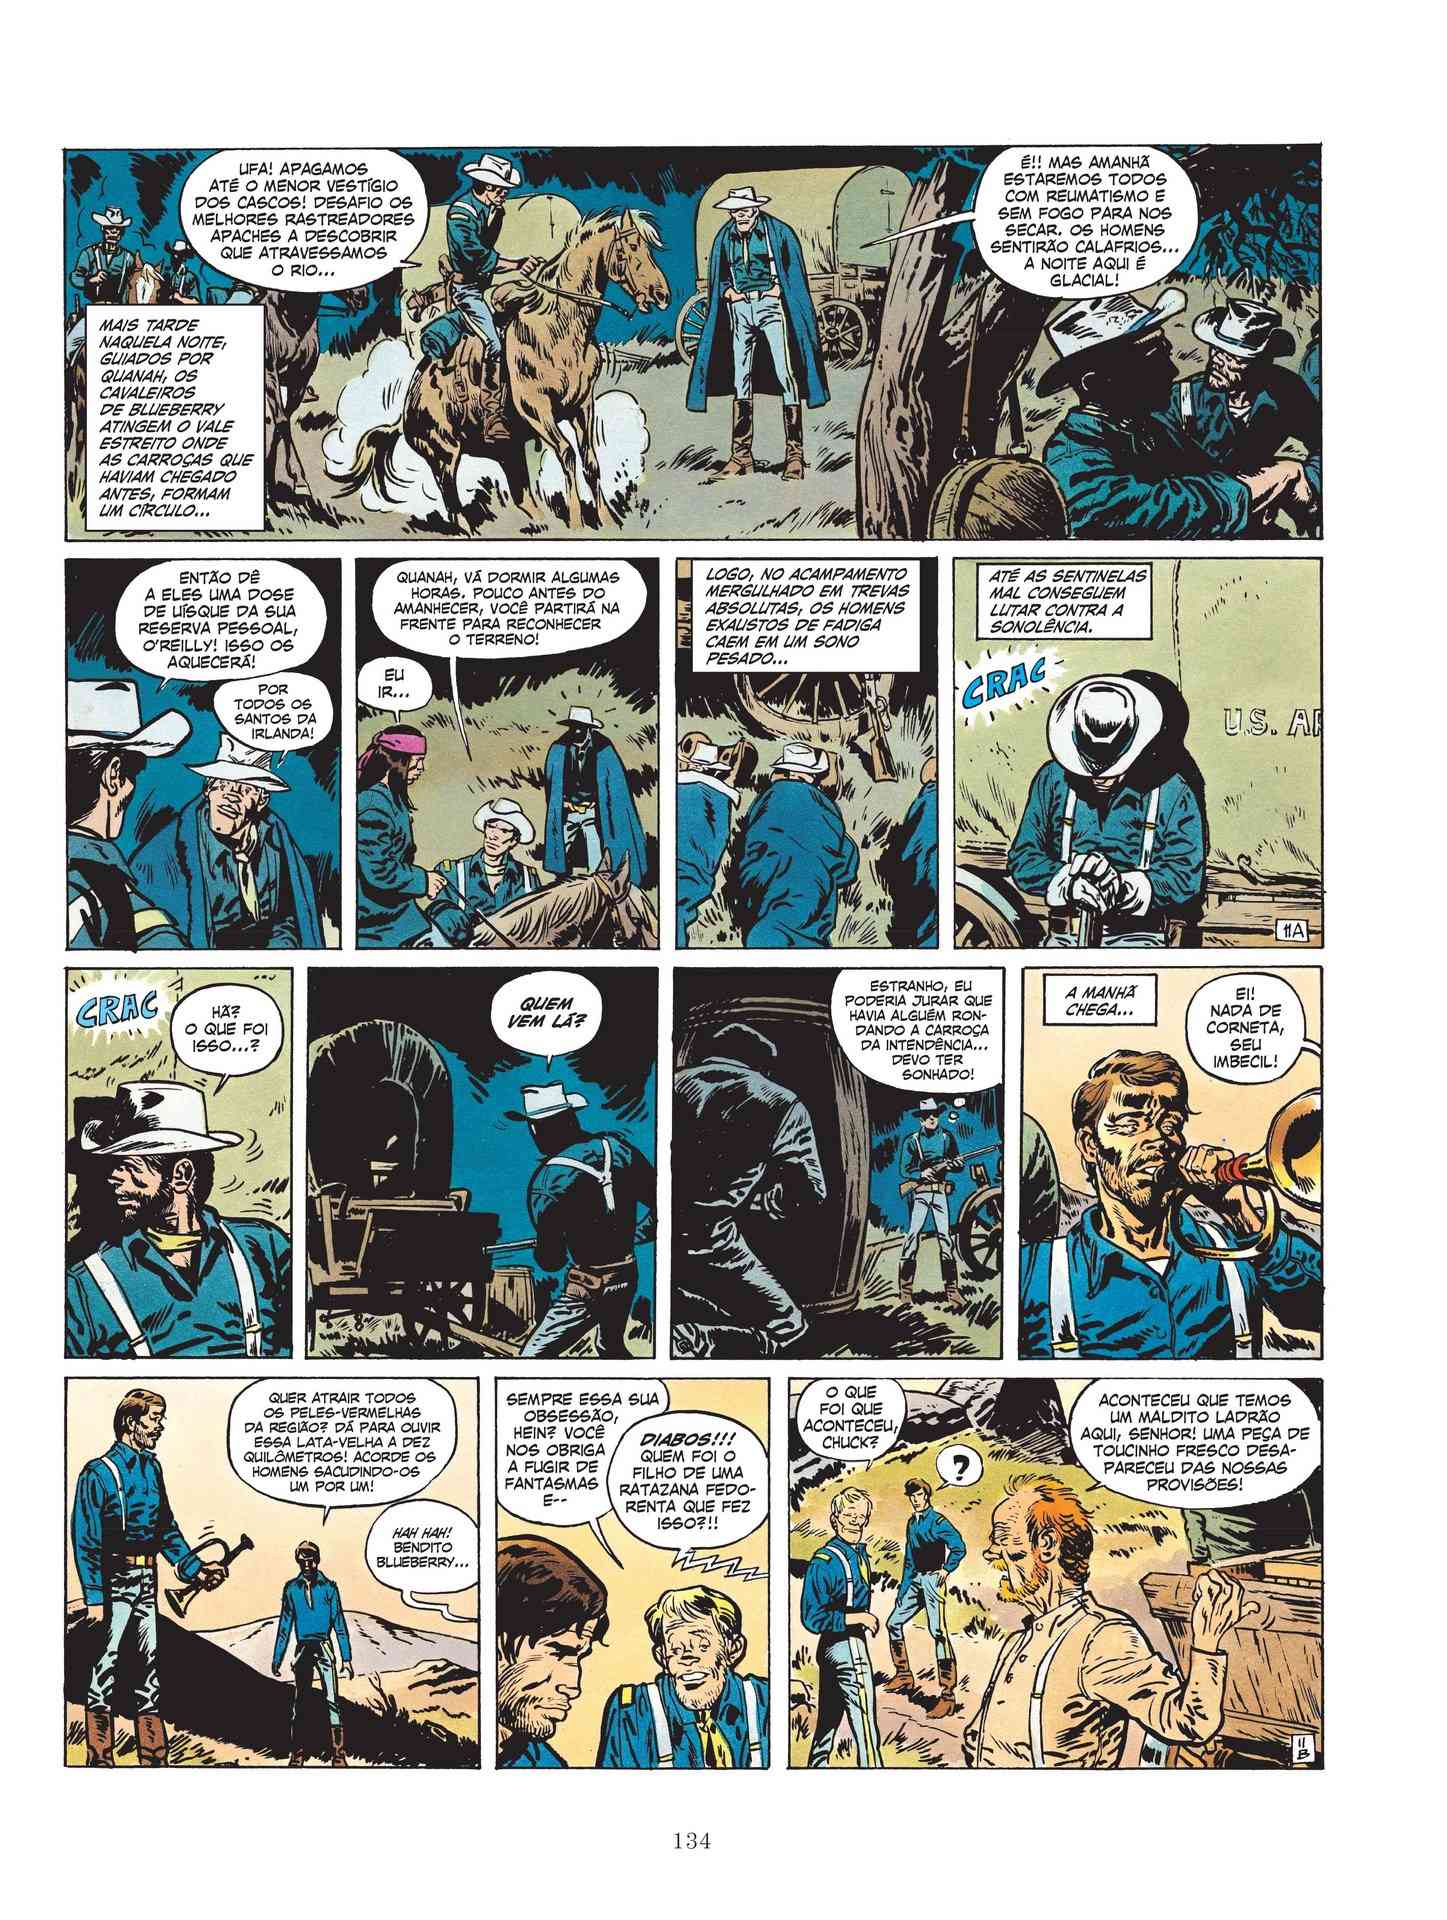 UFA! APAGAMOS
ATÉ O MENOR VESTÍGIO
DOS CASCOS! DESAFIO OS
MELHORES RASTREADORES
APACHES A DESCOBRIR
QUE ATRAVESSAMOS
O RIO...
MAIS TARDE
NAQUELA NOITE,
GUIADOS POR
QUANAH, OS
CAVALEIROS
DE BLUEBERRY
ATINGEM O VALE
ESTREITO ONDE
AS CARROÇAS QUE
HAVIAM CHEGADO
ANTES, FORMAM
UM CÍRCULO...
É!! MAS AMANHÃ
ESTAREMOS TODOS
COM REUMATISMO E
SEM FOGO PARA NOS
SECAR. OS HOMENS
SENTIRÃO CALAFRIOS...
A NOITE AQUI É
GLACIAL!
ENTÃO DÊ
A ELES UMA DOSE
DE UÍSQUE DA SUA
RESERVA PESSOAL,
O'REILLY! ISSO OS
AQUECERÁ!
POR
TODOS OS
SANTOS DA
IRLANDA!
QUANAH, VÁ DORMIR ALGUMAS
HORAS. POUCO ANTES DO
AMANHECER, VOCÊ PARTIRÁ NA
FRENTE PARA RECONHECER
O TERRENO!
EU
IR...
LOGO, NO ACAMPAMENTO
MERGULHADO EM TREVAS
ABSOLUTAS, OS HOMENS
EXAUSTOS DE FADIGA
CAEM EM UM SONO
PESADO...
ATÉ AS SENTINELAS
MAL CONSEGUEM
LUTAR CONTRA A
SONOLÊNCIA.
CRAC
U.S. AR
11A
CRAC
HÃ?
O QUE FOI
ISSO...?
QUEM
VEM LÁ?
ESTRANHO, EU
PODERIA JURAR QUE
HAVIA ALGUÉM RON-
DANDO A CARROÇA
DA INTENDÊNCIA...
DEVO TER
SONHADO!
A MANHÃ
CHEGA...
EI!
NADA DE
CORNETA,
SEU
IMBECIL!
QUER ATRAIR TODOS
OS PELES-VERMELHAS
DA REGIÃO? DÁ PARA OUVIR
ESSA LATA-VELHA A DEZ
QUILÔMETROS! ACORDE OS
HOMENS SACUDINDO-OS
UM POR UM!
HAH HAH!
BENDITO
BLUEBERRY...
SEMPRE ESSA SUA
OBSESSÃO,
HEIN? VOCÊ
NOS OBRIGA
A FUGIR DE
FANTASMAS
E--
DIABOS!!!
QUEM FOI O
FILHO DE UMA
RATAZANA FEDO-
RENTA QUE FEZ
ISSO?!!
O QUE
FOI QUE
ACONTECEU,
CHUCK?
?
ACONTECEU QUE TEMOS
UM MALDITO LADRÃO
AQUI, SENHOR! UMA PEÇA DE
TOUCINHO FRESCO DESA-
PARECEU DAS NOSSAS
PROVISÕES!
11
B
134